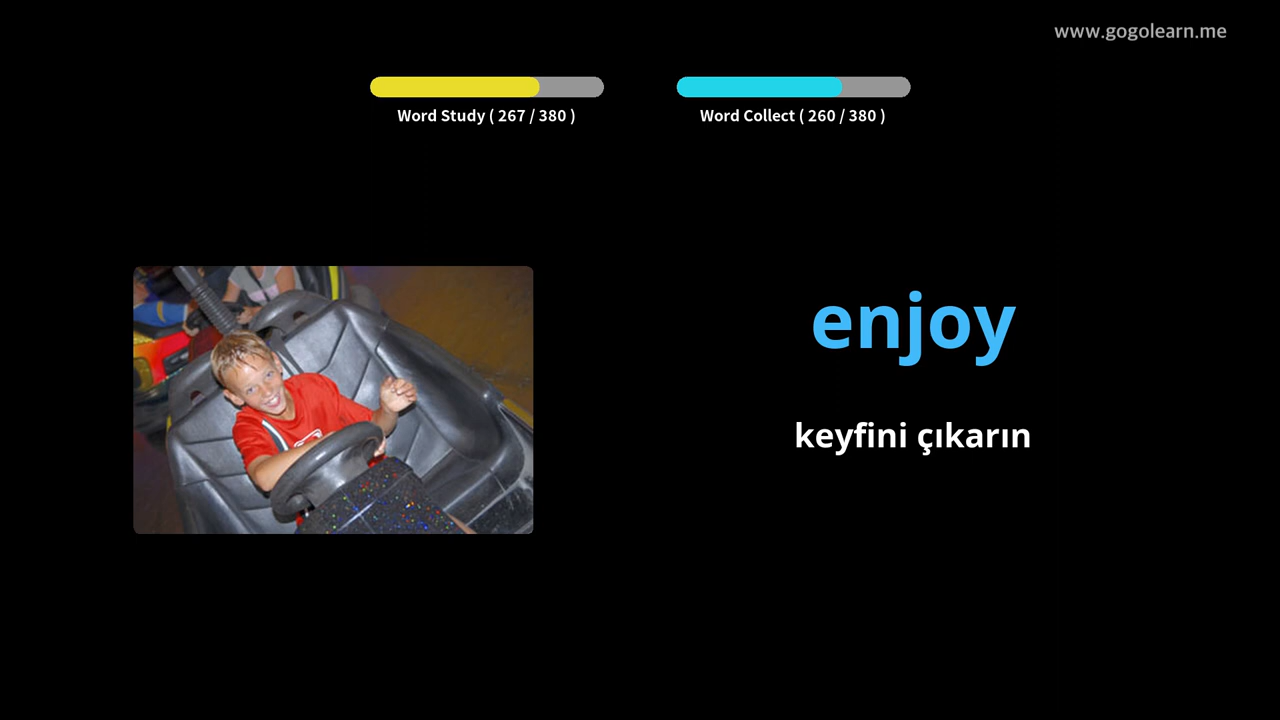 www.gogolearn.me
Word Study ( 267 / 380 )
Word Collect ( 260 / 380 )
enjoy
keyfini çıkarın